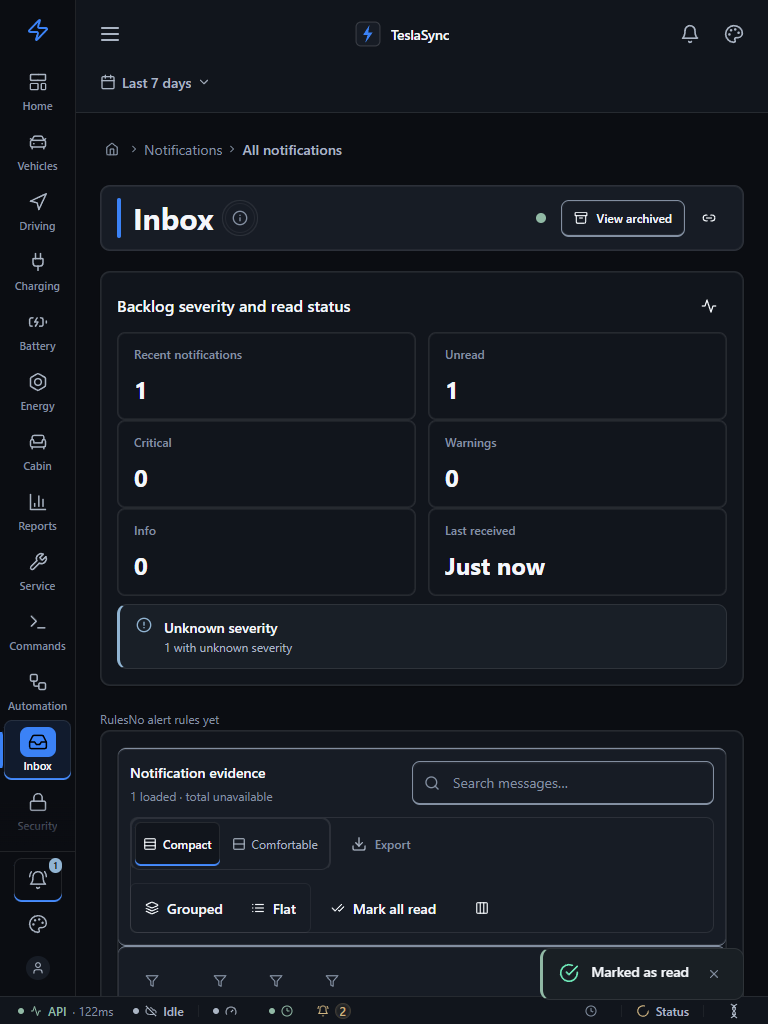 TeslaSync
Last 7 days
Home
Vehicles
Driving
Charging
Battery
Energy
Cabin
Reports
Service
Commands
Automation
Inbox
Security
1
Notifications
All notifications
Inbox
View archived
Backlog severity and read status
Recent notifications
1
Unread
1
Critical
0
Warnings
0
Info
0
Last received
Just now
Unknown severity
1 with unknown severity
RulesNo alert rules yet
Notification evidence
1 loaded · total unavailable
Search messages...
Compact
Comfortable
Export
Grouped
Flat
Mark all read
Marked as read
API · 122ms
Idle
2
Status